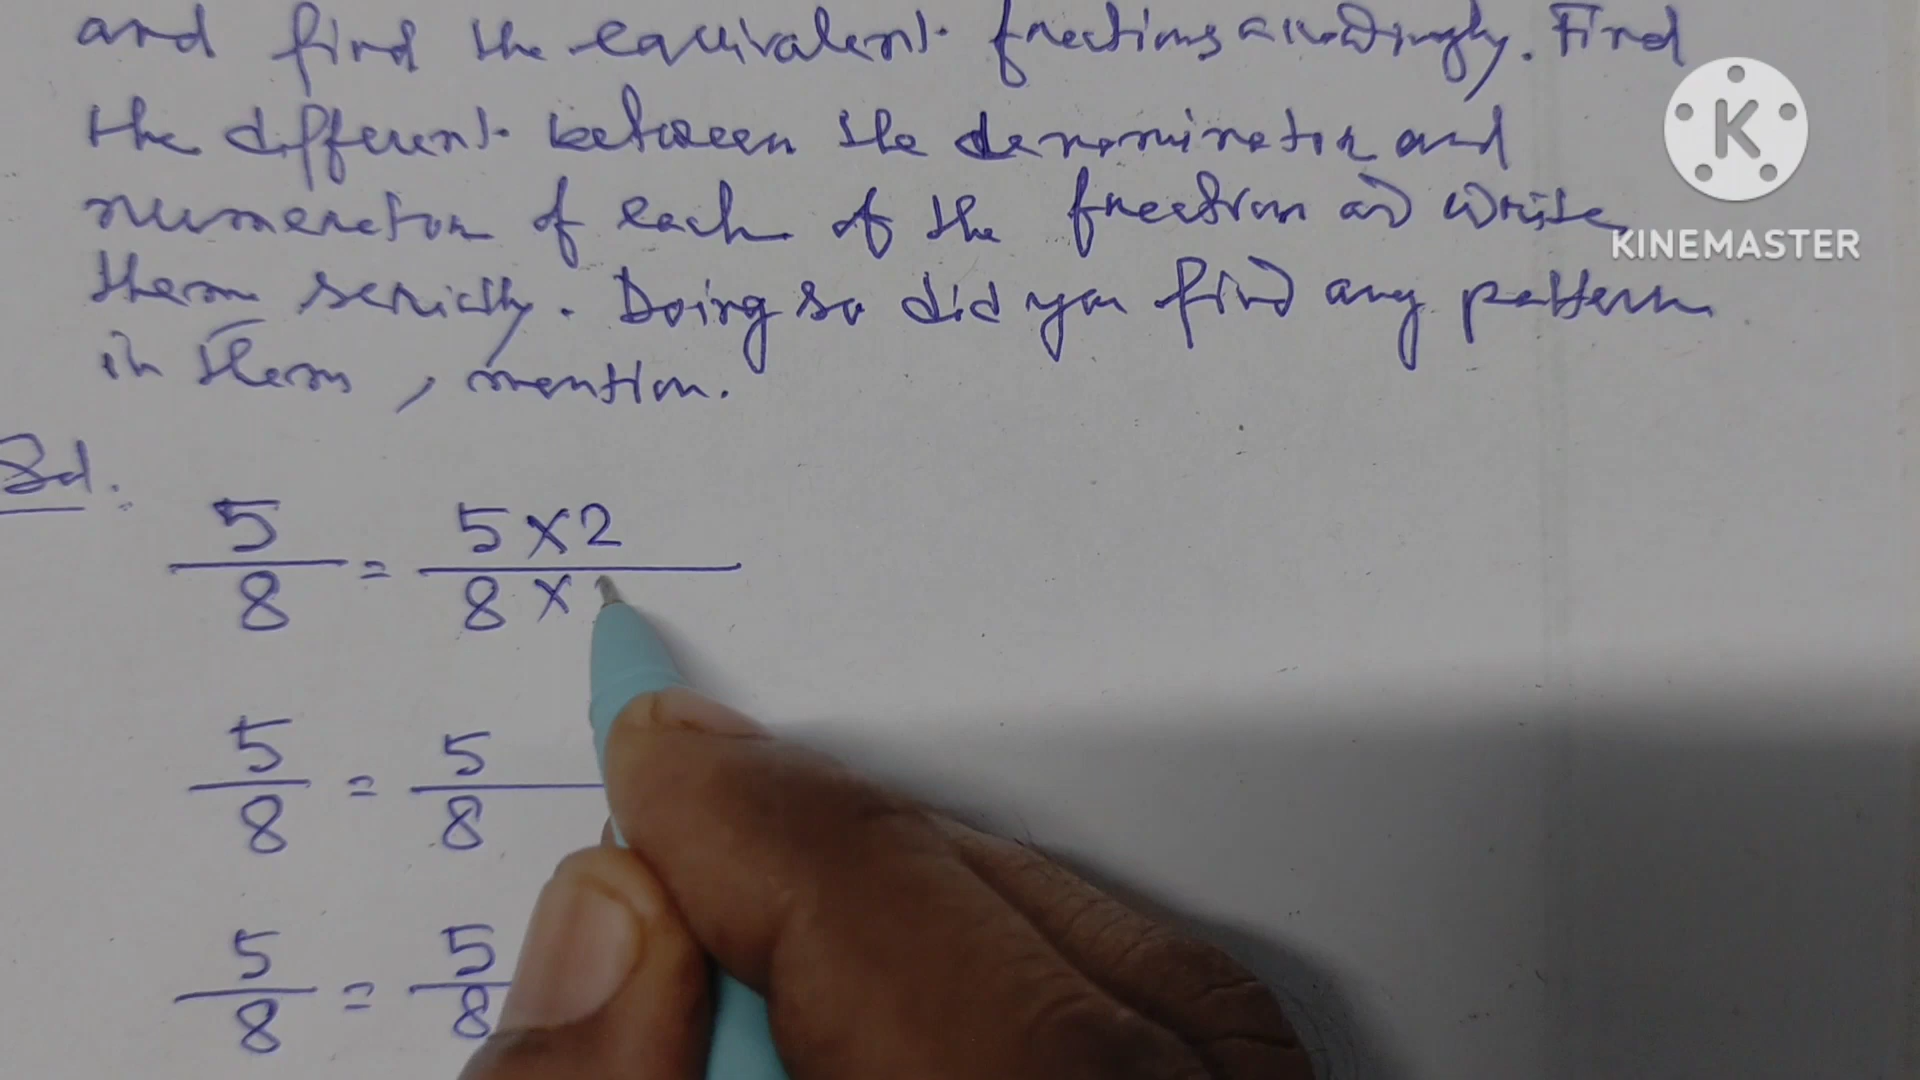 and find the equivalent fractions accordingly. Find
the different between the denominator and
numerator of each of the fraction and write
them serially. Doing so did you find any pattern
in them, mention.
K
KINEMASTER
Sol.
5/8 = 5×2/8×
5/8 = 5/8
5/8 = 5/8